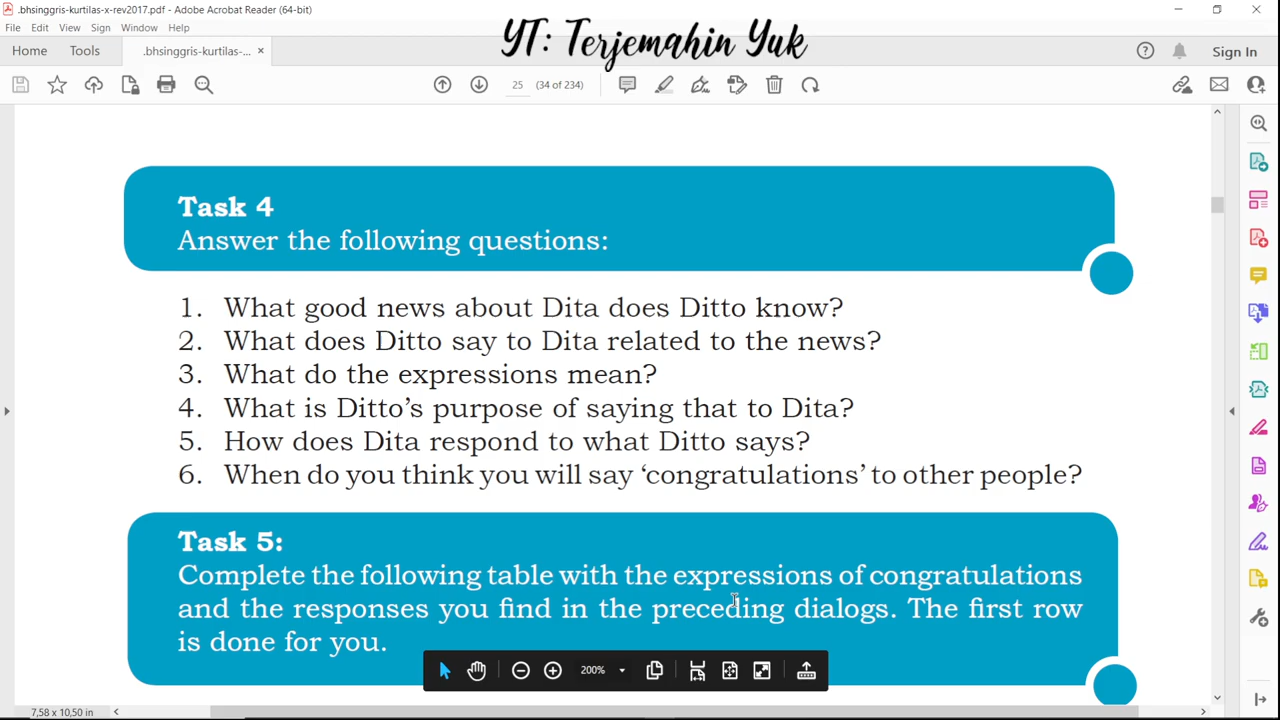 .bhsinggris-kurtilas-x-rev2017.pdf - Adobe Acrobat Reader (64-bit)
File Edit View Sign Window Help
YT: Terjemahin Yuk
Home Tools .bhsinggris-kurtilas-... × Sign In
25 (34 of 234)
Task 4
Answer the following questions:
1. What good news about Dita does Ditto know?
2. What does Ditto say to Dita related to the news?
3. What do the expressions mean?
4. What is Ditto's purpose of saying that to Dita?
5. How does Dita respond to what Ditto says?
6. When do you think you will say ‘congratulations’ to other people?
Task 5:
Complete the following table with the expressions of congratulations
and the responses you find in the preceding dialogs. The first row
is done for you.
200%
7,58 x 10,50 in